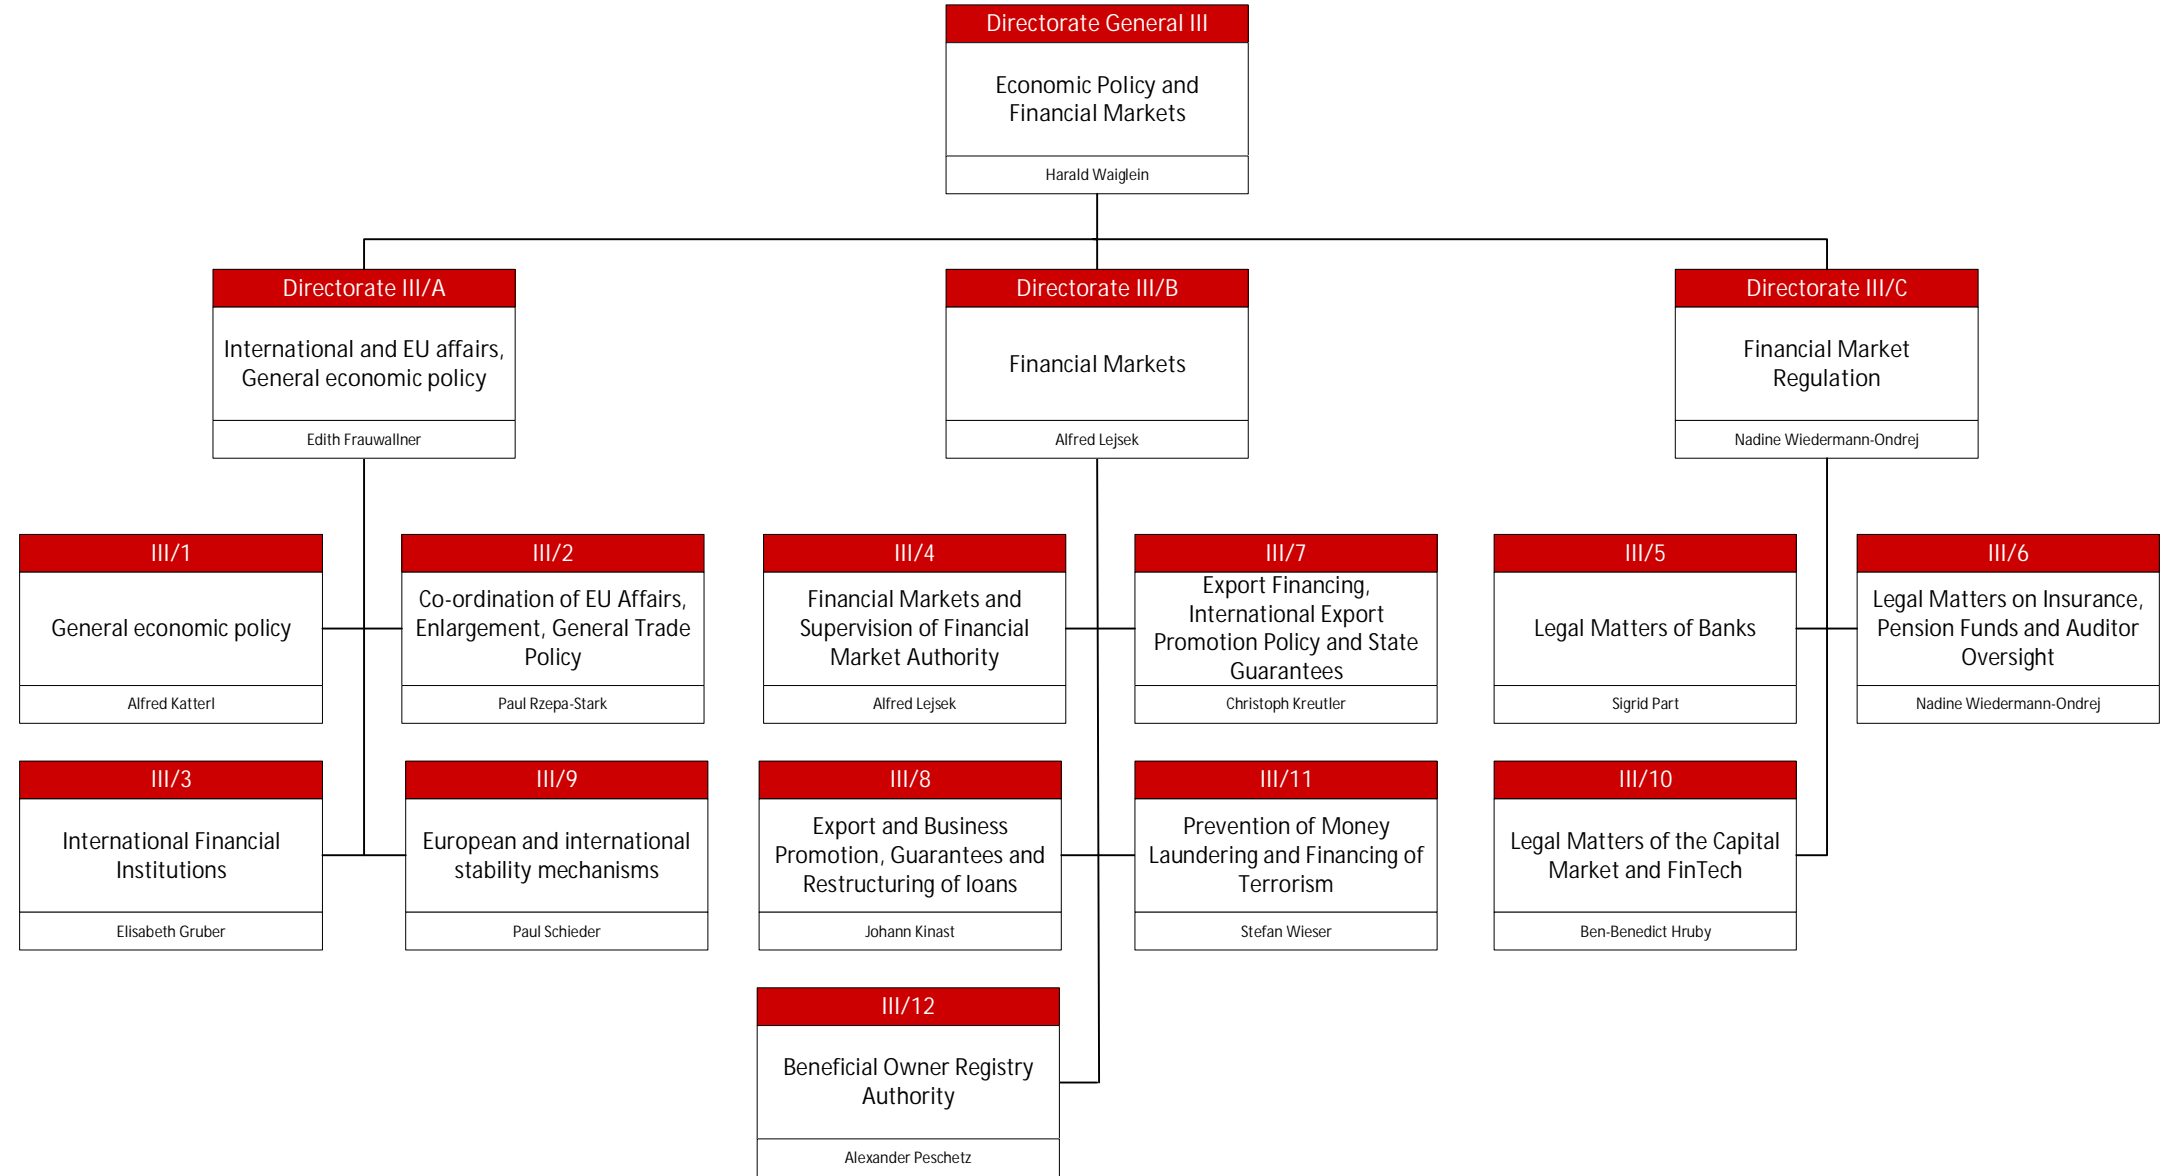 Directorate General III
Economic Policy and
Financial Markets
Harald Waiglein
Directorate III/A
International and EU affairs,
General economic policy
Edith Frauwallner
Directorate III/B
Financial Markets
Alfred Lejsek
Directorate III/C
Financial Market
Regulation
Nadine Wiedermann-Ondrej
III/1
General economic policy
Alfred Katterl
III/2
Co-ordination of EU Affairs,
Enlargement, General Trade
Policy
Paul Rzepa-Stark
III/4
Financial Markets and
Supervision of Financial
Market Authority
Alfred Lejsek
III/7
Export Financing,
International Export
Promotion Policy and State
Guarantees
Christoph Kreutler
III/5
Legal Matters of Banks
Sigrid Part
III/6
Legal Matters on Insurance,
Pension Funds and Auditor
Oversight
Nadine Wiedermann-Ondrej
III/3
International Financial
Institutions
Elisabeth Gruber
III/9
European and international
stability mechanisms
Paul Schieder
III/8
Export and Business
Promotion, Guarantees and
Restructuring of loans
Johann Kinast
III/11
Prevention of Money
Laundering and Financing of
Terrorism
Stefan Wieser
III/10
Legal Matters of the Capital
Market and FinTech
Ben-Benedict Hruby
III/12
Beneficial Owner Registry
Authority
Alexander Peschetz